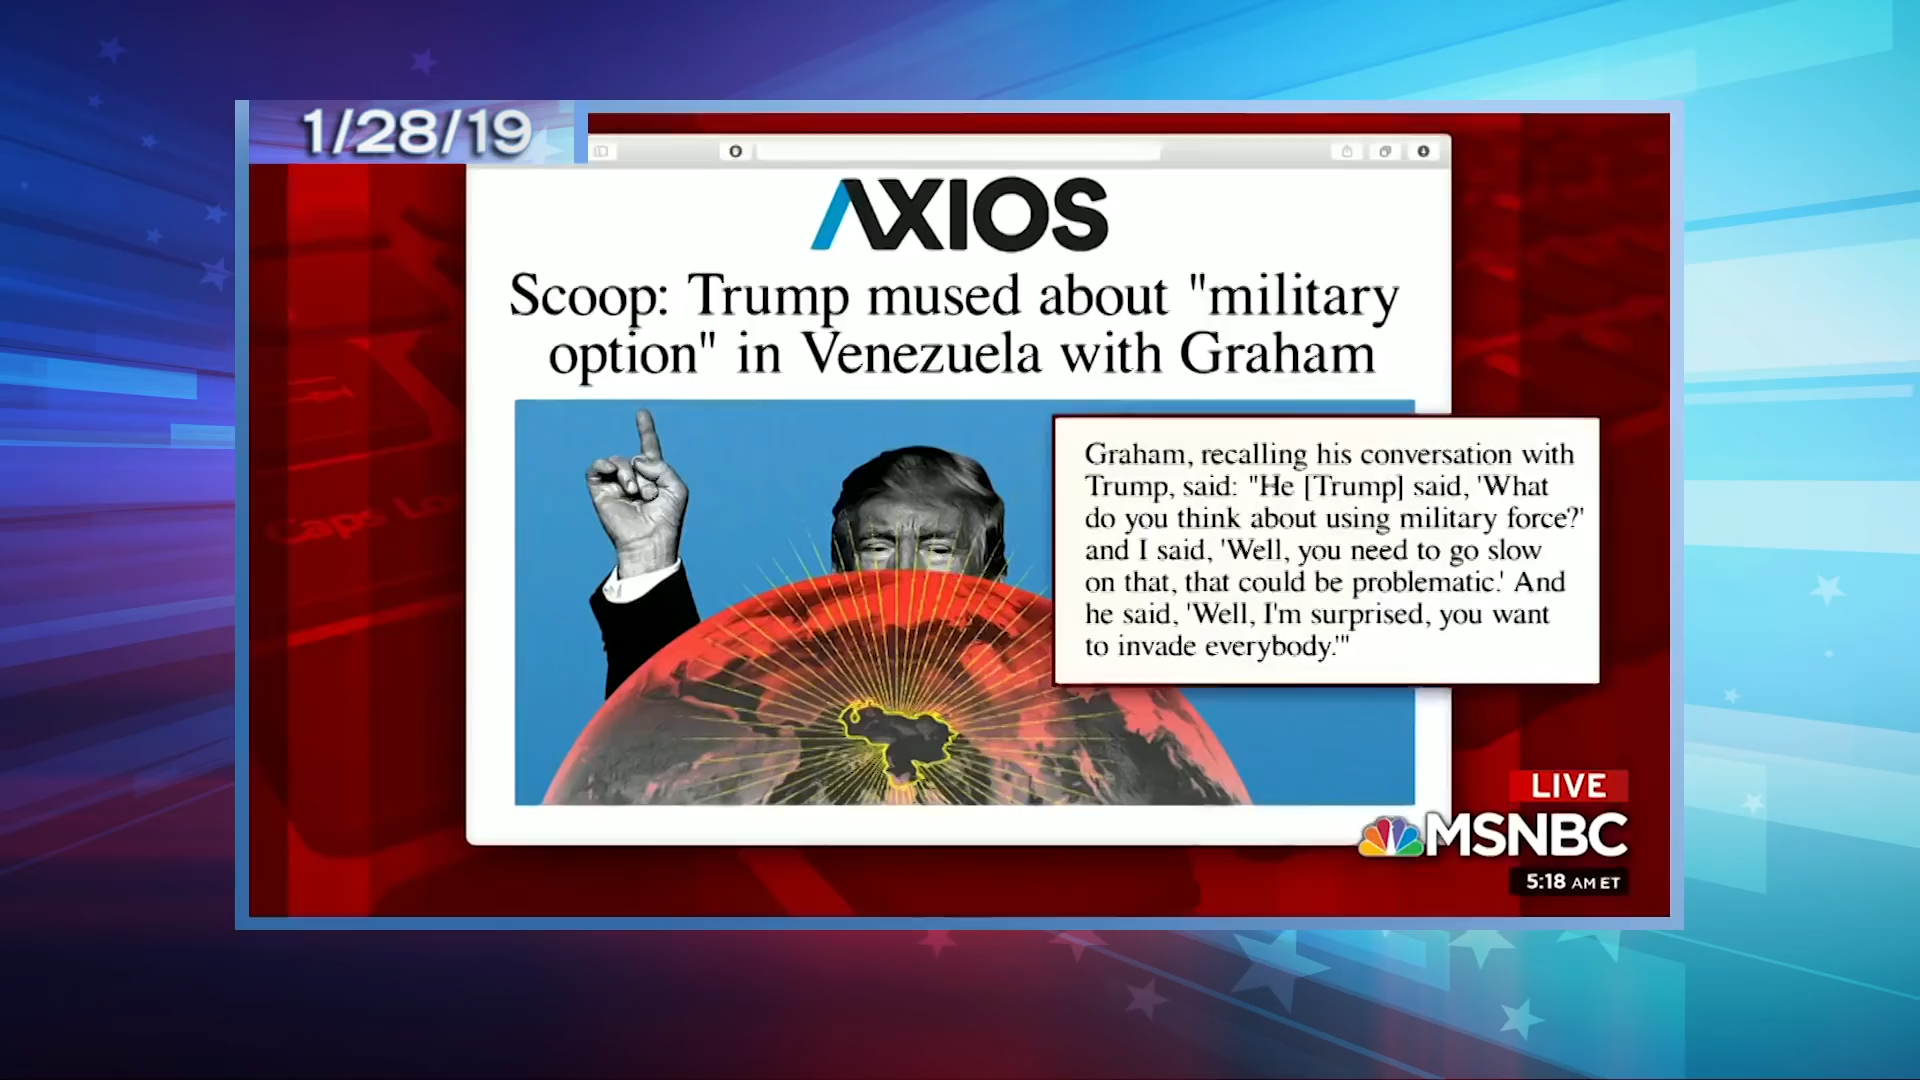 1/28/19
AXIOS
Scoop: Trump mused about "military
option" in Venezuela with Graham
Graham, recalling his conversation with
Trump, said: "He [Trump] said, 'What
do you think about using military force?'
and I said, 'Well, you need to go slow
on that, that could be problematic.' And
he said, 'Well, I'm surprised, you want
to invade everybody.'"
Caps Lo
LIVE
MSNBC
5:18 AM ET